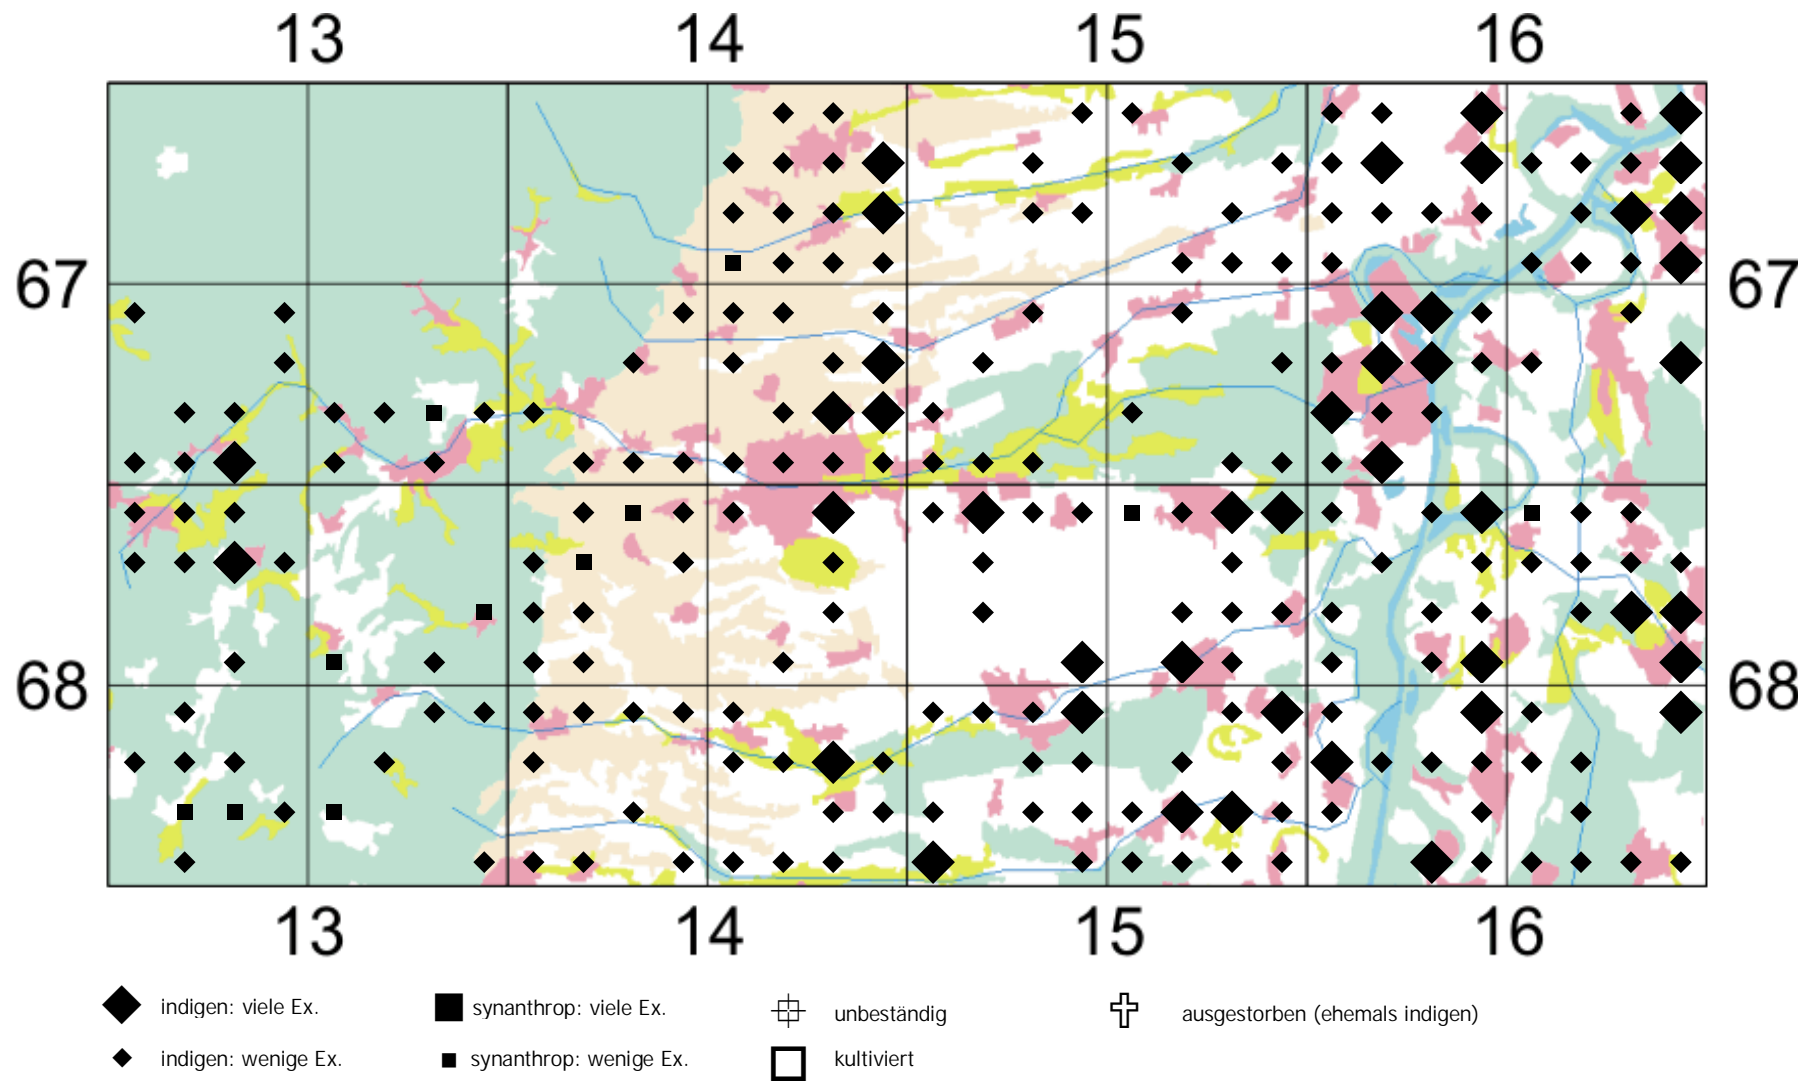 13 14 15 16
67 67
68 68
13 14 15 16
indigen: viele Ex. synanthrop: viele Ex. unbeständig ausgestorben (ehemals indigen)
indigen: wenige Ex. synanthrop: wenige Ex. kultiviert